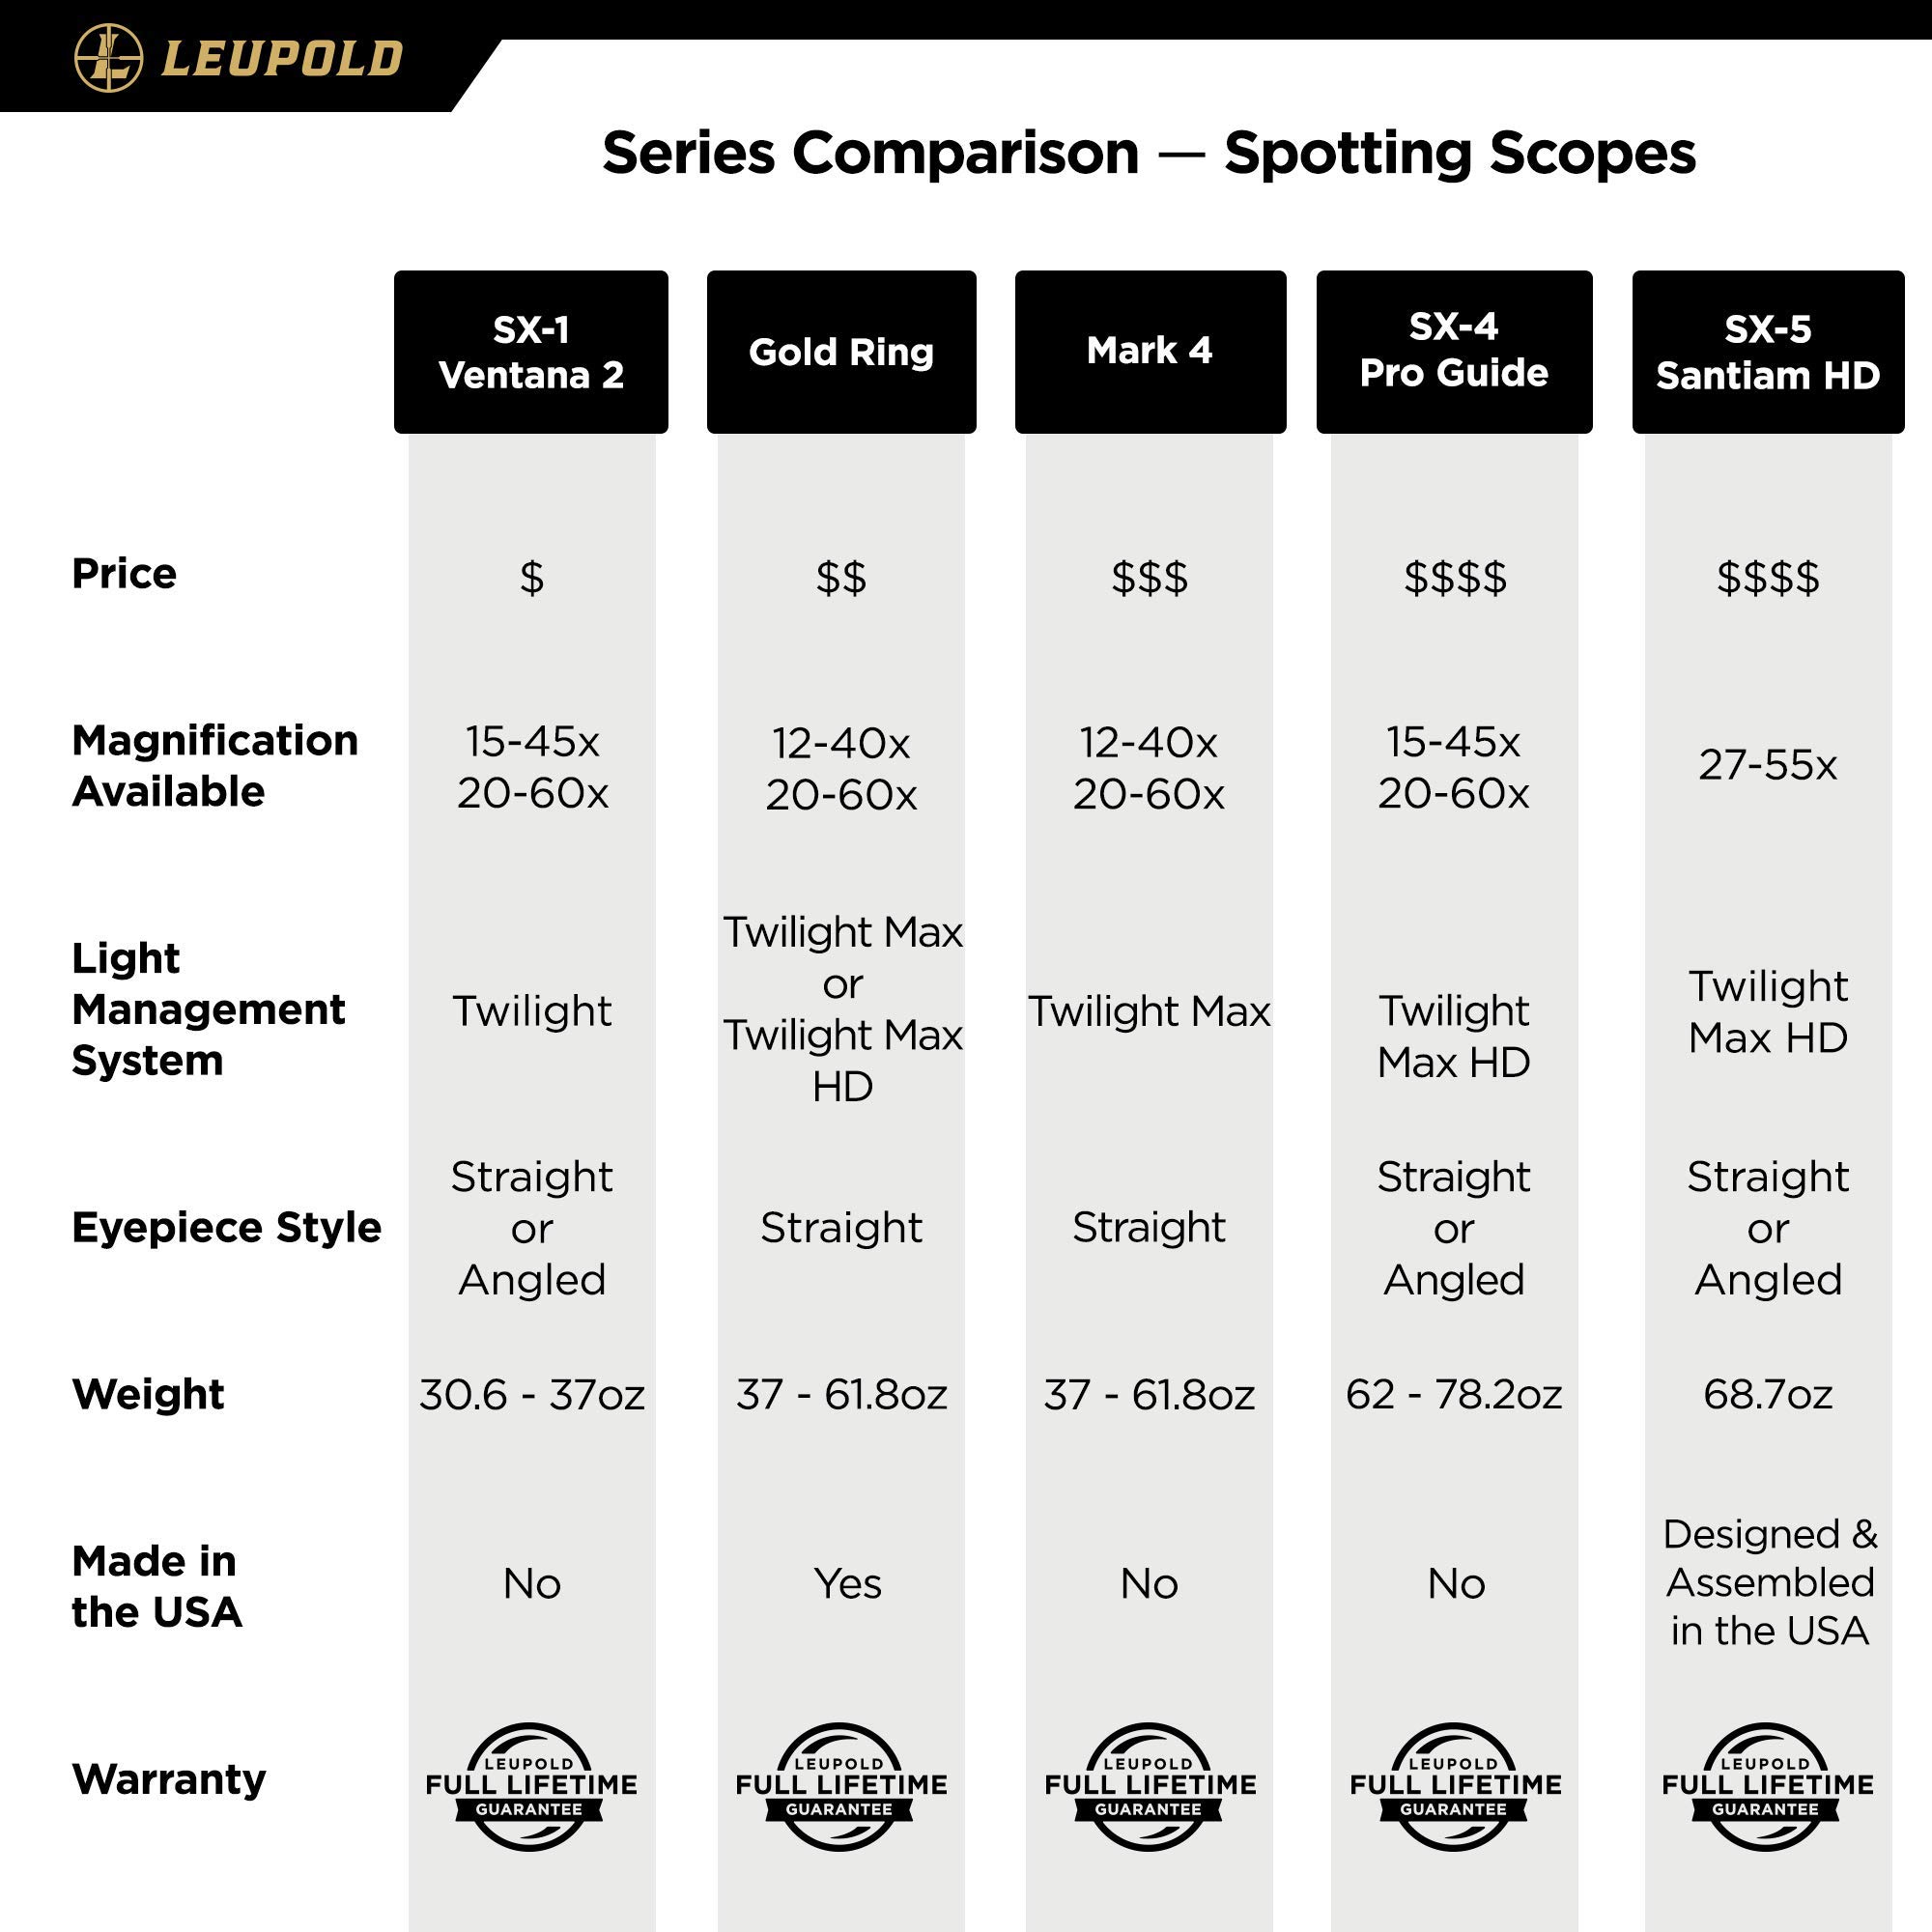 LEUPOLD
Series Comparison — Spotting Scopes
SX-1
Ventana 2
Gold Ring
Mark 4
SX-4
Pro Guide
SX-5
Santiam HD
Price
$
$$
$$$
$$$$
$$$$
Magnification
Available
15-45x
20-60x
12-40x
20-60x
12-40x
20-60x
15-45x
20-60x
27-55x
Light
Management
System
Twilight
Twilight Max
or
Twilight Max
HD
Twilight Max
Twilight
Max HD
Twilight
Max HD
Eyepiece Style
Straight
or
Angled
Straight
Straight
Straight
or
Angled
Straight
or
Angled
Weight
30.6 - 37oz
37 - 61.8oz
37 - 61.8oz
62 - 78.2oz
68.7oz
Made in
the USA
No
Yes
No
No
Designed &
Assembled
in the USA
Warranty
LEUPOLD
FULL LIFETIME
GUARANTEE
LEUPOLD
FULL LIFETIME
GUARANTEE
LEUPOLD
FULL LIFETIME
GUARANTEE
LEUPOLD
FULL LIFETIME
GUARANTEE
LEUPOLD
FULL LIFETIME
GUARANTEE